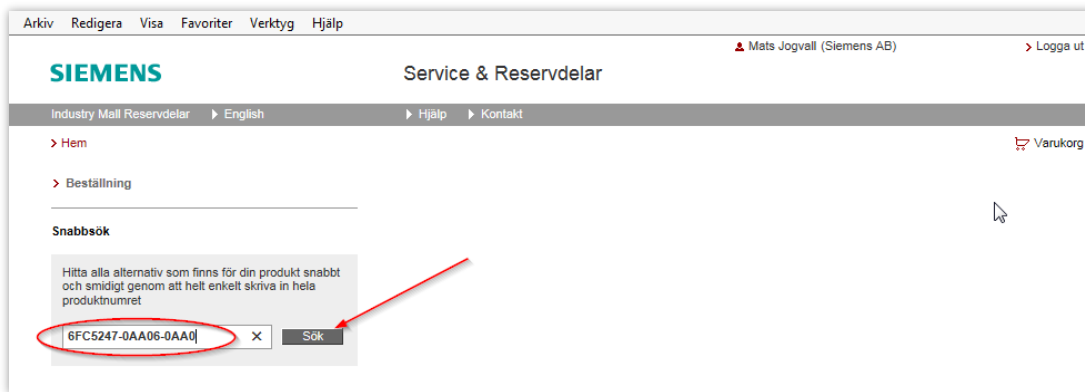 Arkiv Redigera Visa Favoriter Verktyg Hjälp
Mats Jogvall (Siemens AB) Logga ut
SIEMENS Service & Reservdelar
Industry Mall Reservdelar English Hjälp Kontakt
Hem Varukorg
Beställning
Snabbsök
Hitta alla alternativ som finns för din produkt snabbt
och smidigt genom att helt enkelt skriva in hela
produktnumret
6FC5247-0AA06-0AA0 Sök